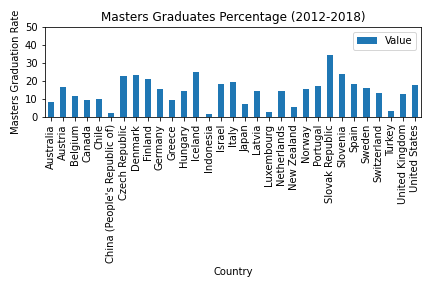 Masters Graduates Percentage (2012-2018)
Masters Graduation Rate
50
40
30
20
10
0
Value
Australia
Austria
Belgium
Canada
Chile
China (People's Republic of)
Czech Republic
Denmark
Finland
Germany
Greece
Hungary
Iceland
Indonesia
Israel
Italy
Japan
Latvia
Luxembourg
Netherlands
New Zealand
Norway
Portugal
Slovak Republic
Slovenia
Spain
Sweden
Switzerland
Turkey
United Kingdom
United States
Country